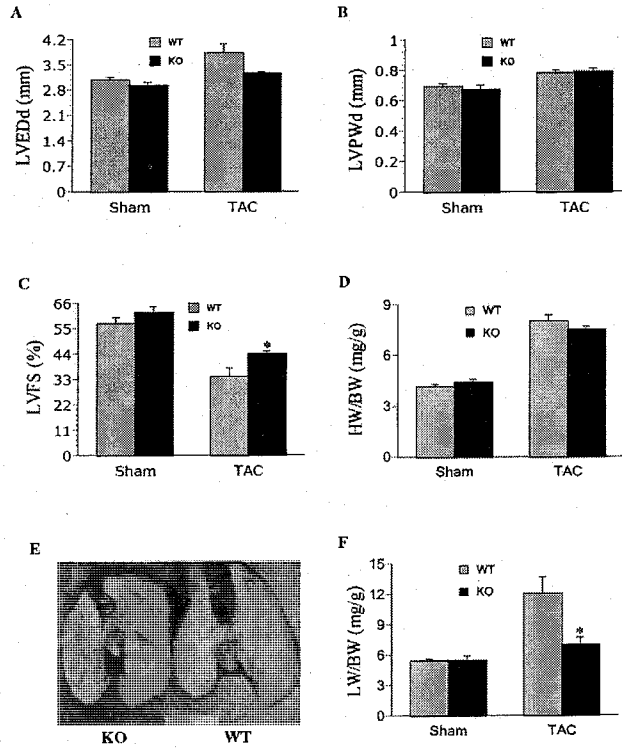 A
LVEDd (mm)
4.2
3.5
2.8
2.1
1.4
0.7
0
WT
KO
Sham TAC
B
LVPWd (mm)
1
0.8
0.6
0.4
0.2
0
WT
KO
Sham TAC
C
LVFS (%)
66
55
44
33
22
11
0
WT
KO
*
Sham TAC
D
HW/BW (mg/g)
9
6
3
0
WT
KO
Sham TAC
E
KO WT
F
LW/BW (mg/g)
15
12
9
6
3
0
WT
KO
*
Sham TAC